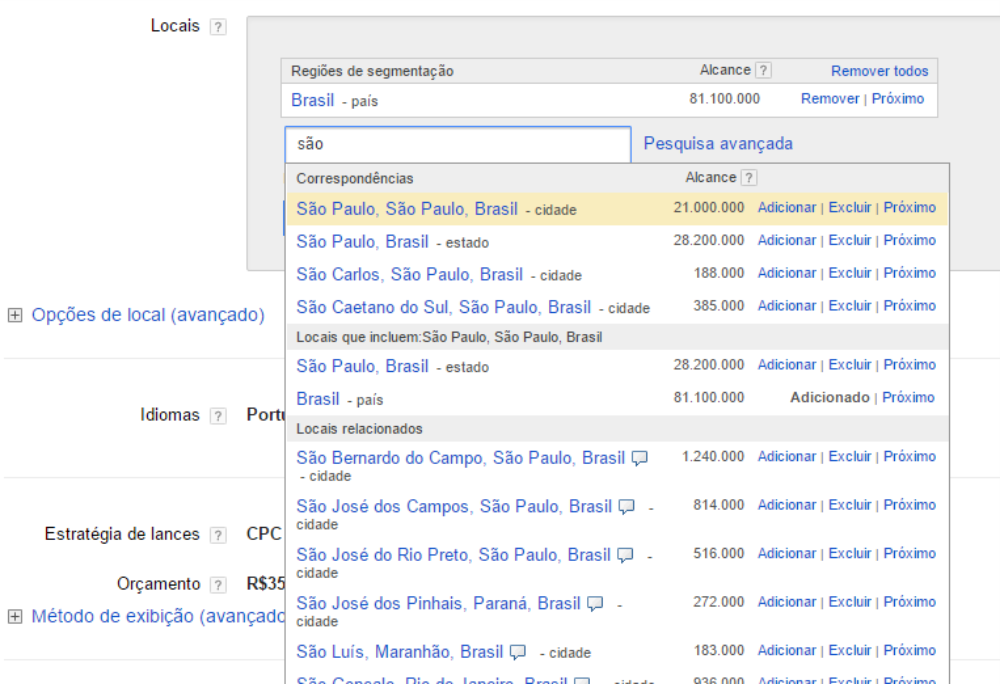 Locais ?
Regiões de segmentação Alcance ? Remover todos
Brasil - país 81.100.000 Remover | Próximo
são Pesquisa avançada
Correspondências Alcance ?
São Paulo, São Paulo, Brasil - cidade 21.000.000 Adicionar | Excluir | Próximo
São Paulo, Brasil - estado 28.200.000 Adicionar | Excluir | Próximo
São Carlos, São Paulo, Brasil - cidade 188.000 Adicionar | Excluir | Próximo
São Caetano do Sul, São Paulo, Brasil - cidade 385.000 Adicionar | Excluir | Próximo
Opções de local (avançado)
Locais que incluem:São Paulo, São Paulo, Brasil
São Paulo, Brasil - estado 28.200.000 Adicionar | Excluir | Próximo
Brasil - país 81.100.000 Adicionado | Próximo
Idiomas ?
Locais relacionados
São Bernardo do Campo, São Paulo, Brasil 1.240.000 Adicionar | Excluir | Próximo
- cidade
São José dos Campos, São Paulo, Brasil - 814.000 Adicionar | Excluir | Próximo
cidade
Estratégia de lances ? CPC
São José do Rio Preto, São Paulo, Brasil - 516.000 Adicionar | Excluir | Próximo
cidade
Orçamento ? R$35
São José dos Pinhais, Paraná, Brasil - 272.000 Adicionar | Excluir | Próximo
cidade
Método de exibição (avançado
São Luís, Maranhão, Brasil - cidade 183.000 Adicionar | Excluir | Próximo
São Gonçalo, Rio de Janeiro, Brasil - cidade 936.000 Adicionar | Excluir | Próximo